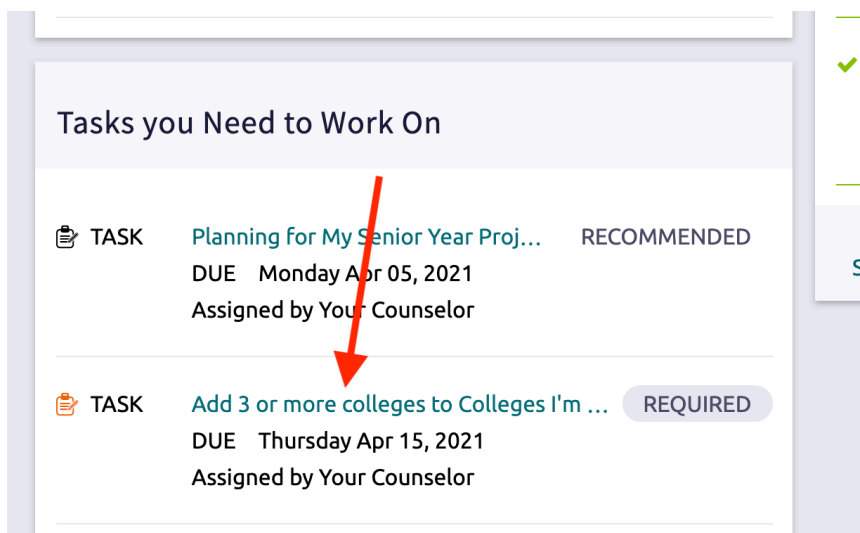 Tasks you Need to Work On
TASK Planning for My Senior Year Proj... RECOMMENDED
DUE Monday Apr 05, 2021
Assigned by Your Counselor
TASK Add 3 or more colleges to Colleges I'm ... REQUIRED
DUE Thursday Apr 15, 2021
Assigned by Your Counselor
S